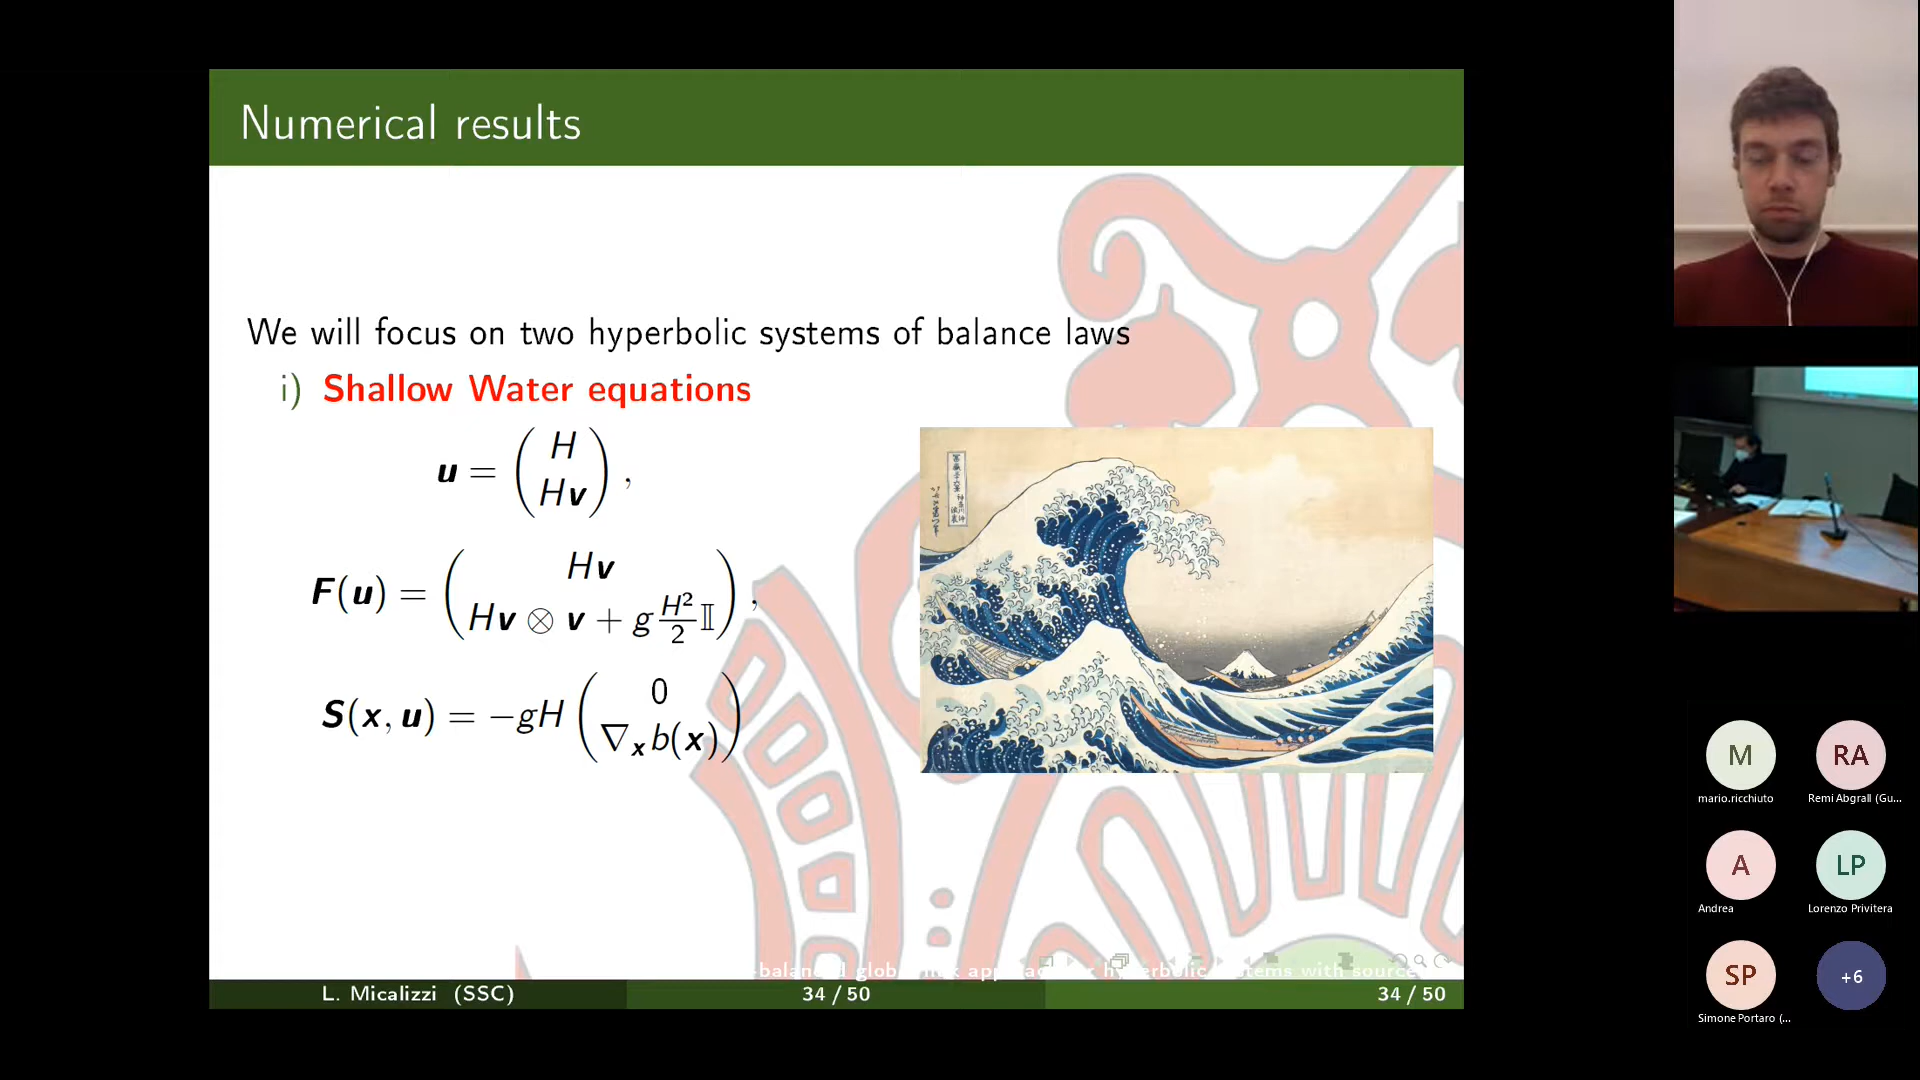 Numerical results
We will focus on two hyperbolic systems of balance laws
i) Shallow Water equations
u = ( H
Hv ) ,
F(u) = ( Hv
Hv ⊗ v + g H²/2 𝕀 ) ,
S(x, u) = −gH ( 0
∇ₓ b(x) )
L. Micalizzi (SSC)
34 / 50
34 / 50
M
mario.ricchiuto
RA
Remi Abgrall (Gu...
A
Andrea
LP
Lorenzo Privitera
SP
Simone Portaro (...
+6